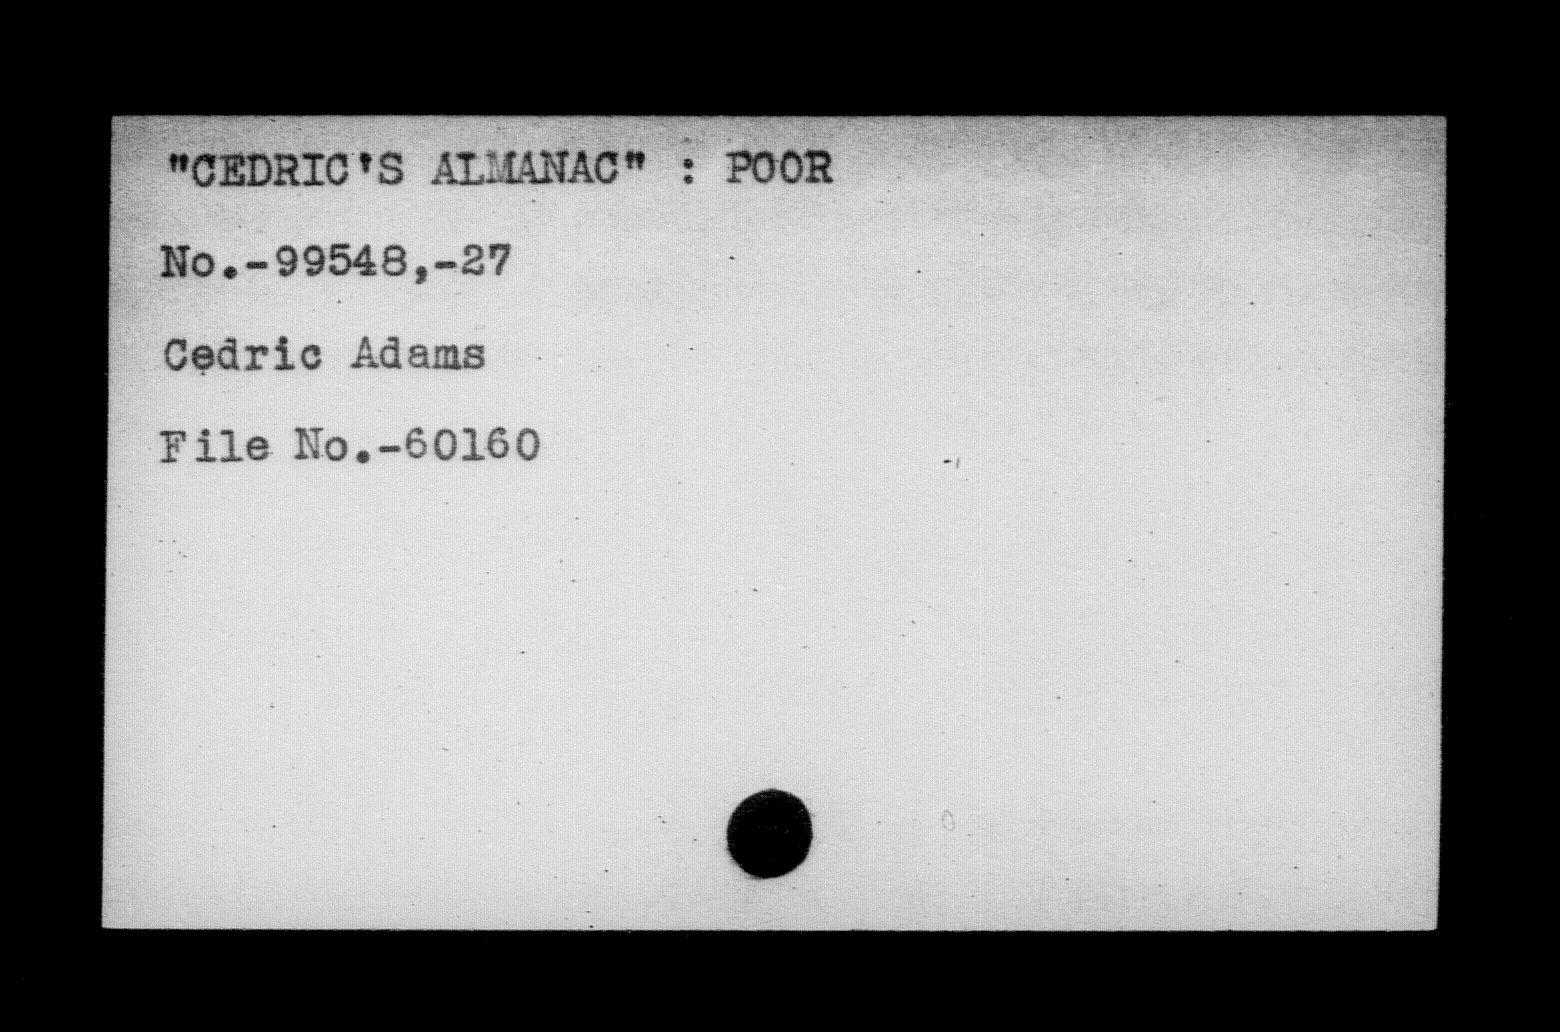 "CEDRIC'S ALMANAC" : POOR
No.-99548,-27
Cedric Adams
File No.-60160